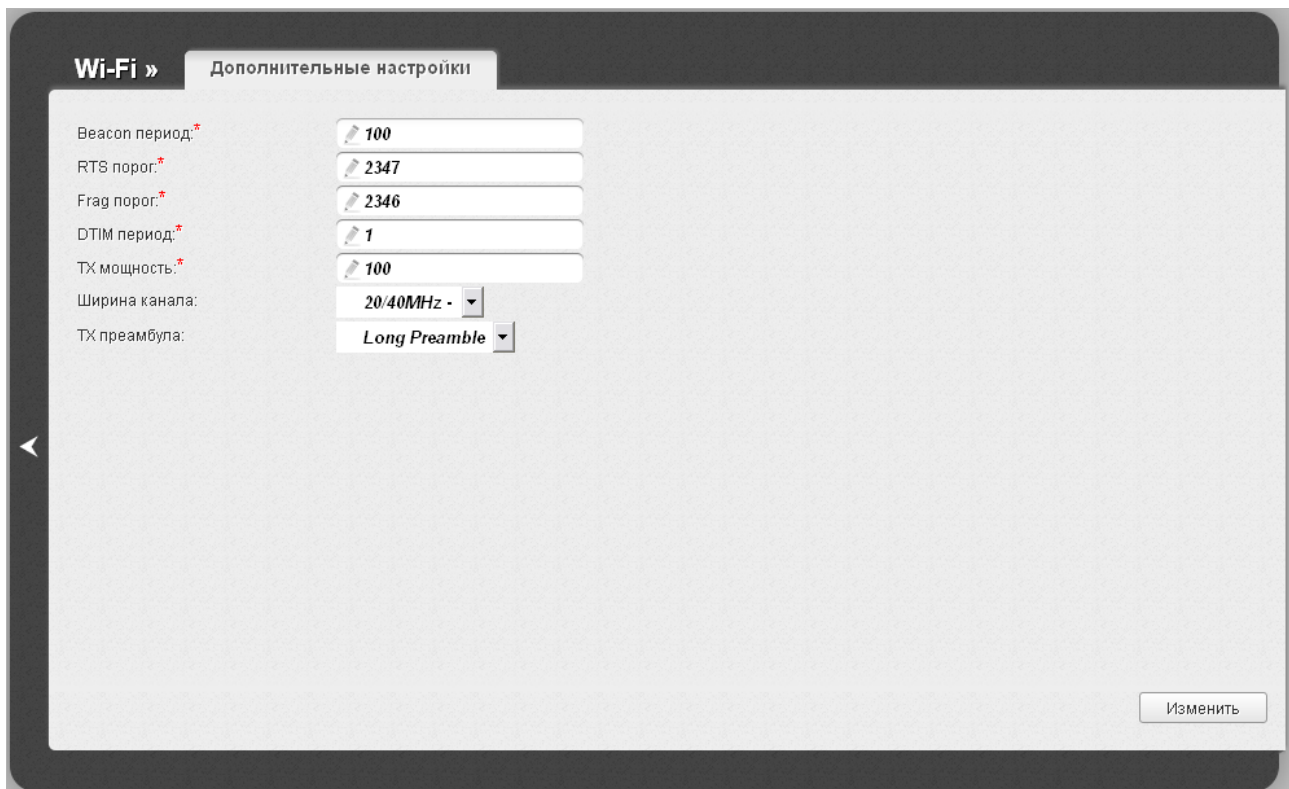 Wi-Fi » Дополнительные настройки
Beacon период:* 100
RTS порог:* 2347
Frag порог:* 2346
DTIM период:* 1
TX мощность:* 100
Ширина канала: 20/40MHz -
TX преамбула: Long Preamble
Изменить